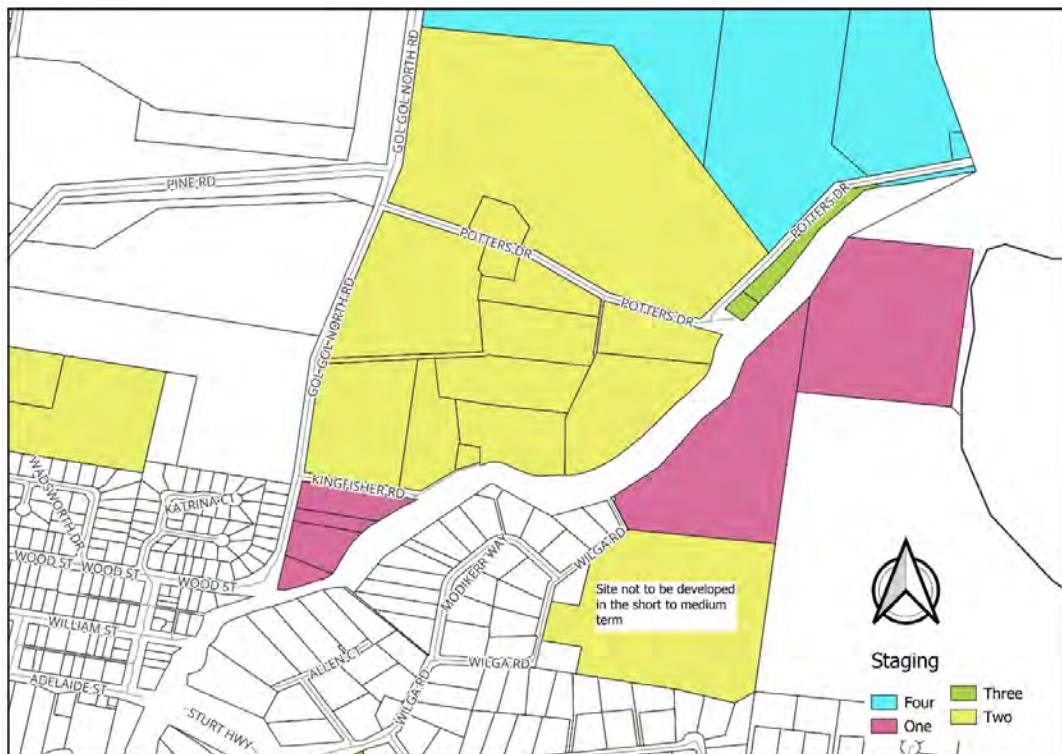 GOL GOL NORTH RD
PINE RD
POTTERS DR
POTTERS DR
POTTERS DR
GOL GOL NORTH RD
KINGFISHER RD
WADSWORTH DR
KATRINA CT
WOOD ST
WOOD ST
WOOD ST
WILLIAM ST
ADELAIDE ST
MODIKERR WAY
WILGA RD
ALLEN CT
WILGA RD
WILGA RD
STURT HWY
Site not to be developed
in the short to medium
term
Staging
Four
One
Three
Two